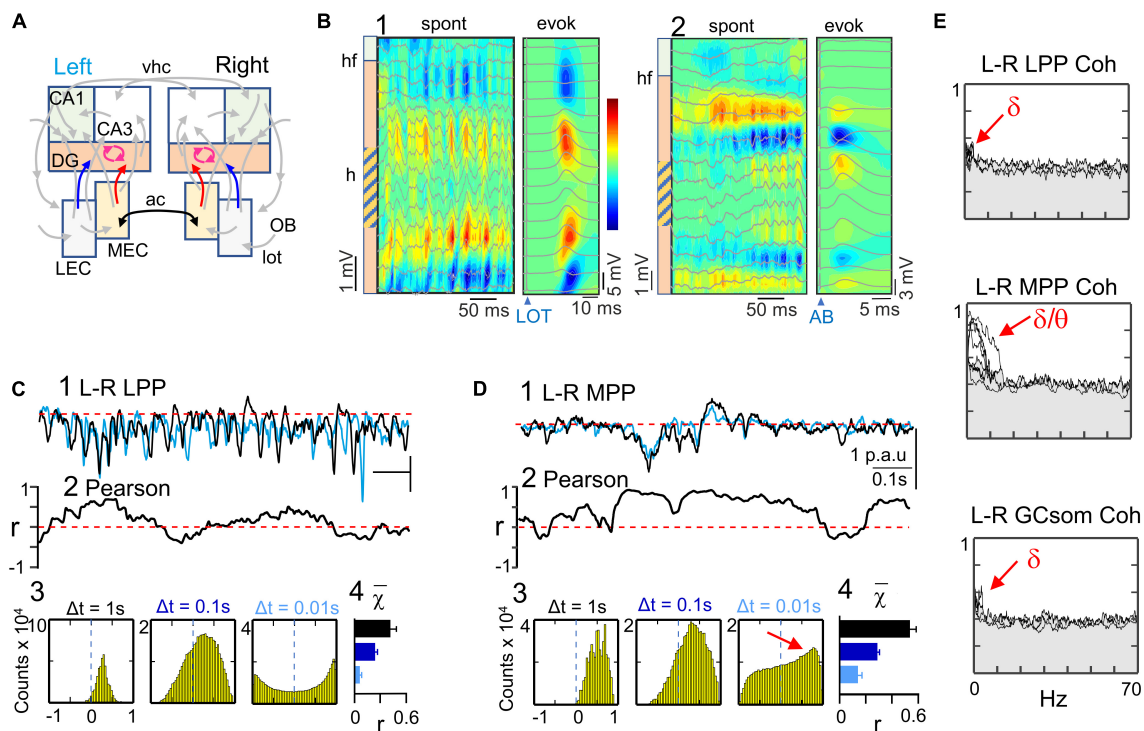 A
Left
vhc
Right
CA1
CA3
DG
ac
LEC
MEC
OB
lot
B
1 spont evok
hf
h
1 mV
50 ms
LOT
10 ms
5 mV
2 spont evok
hf
h
1 mV
50 ms
AB
5 ms
3 mV
C
1 L-R LPP
2 Pearson
1
r
-1
3
Δt = 1s
Δt = 0.1s
Δt = 0.01s
Counts x 10⁴
10
2
4
-1 0 1
4 χ̅
r 0.6
D
1 L-R MPP
1 p.a.u
0.1s
2 Pearson
1
r
-1
3
Δt = 1s
Δt = 0.1s
Δt = 0.01s
Counts x 10⁴
4
2
2
-1 0 1
4 χ̅
r 0.6
E
L-R LPP Coh
1
δ
L-R MPP Coh
1
δ/θ
L-R GCsom Coh
1
δ
0 Hz 70